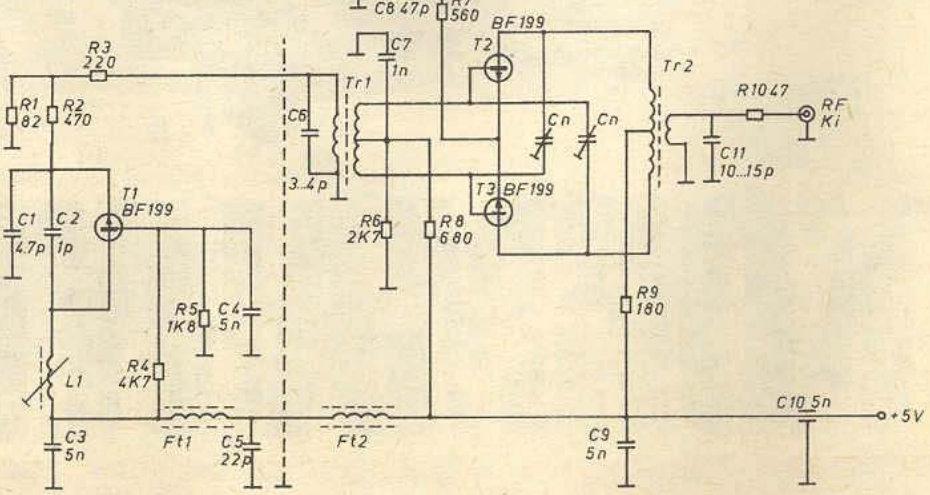 C8 47p
R7
560
BF199
T2
C7
1n
R3
220
Tr1
Tr2
R1
82
R2
470
C6
3...4p
Cn
Cn
R10 47
RF
Ki
C11
10...15p
T1
BF199
C1
4.7p
C2
1p
T3 BF199
R6
2K7
R8
680
R5
1K8
C4
5n
R9
180
R4
4K7
L1
C3
5n
Ft1
C5
22p
Ft2
C9
5n
C10 5n
+5V